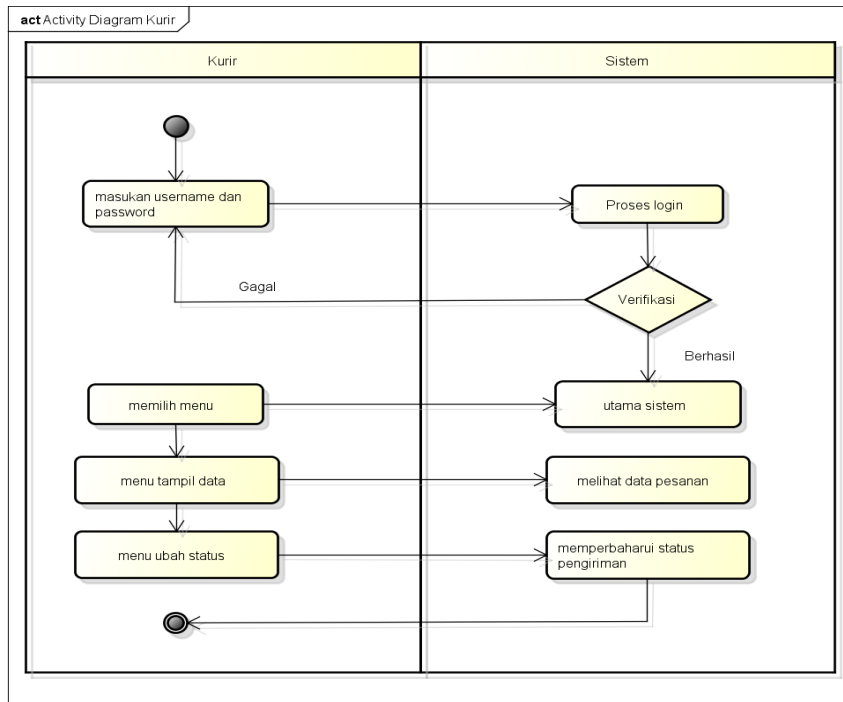 act Activity Diagram Kurir
Kurir
Sistem
masukan username dan
password
Proses login
Gagal
Verifikasi
Berhasil
memilih menu
utama sistem
menu tampil data
melihat data pesanan
menu ubah status
memperbaharui status
pengiriman